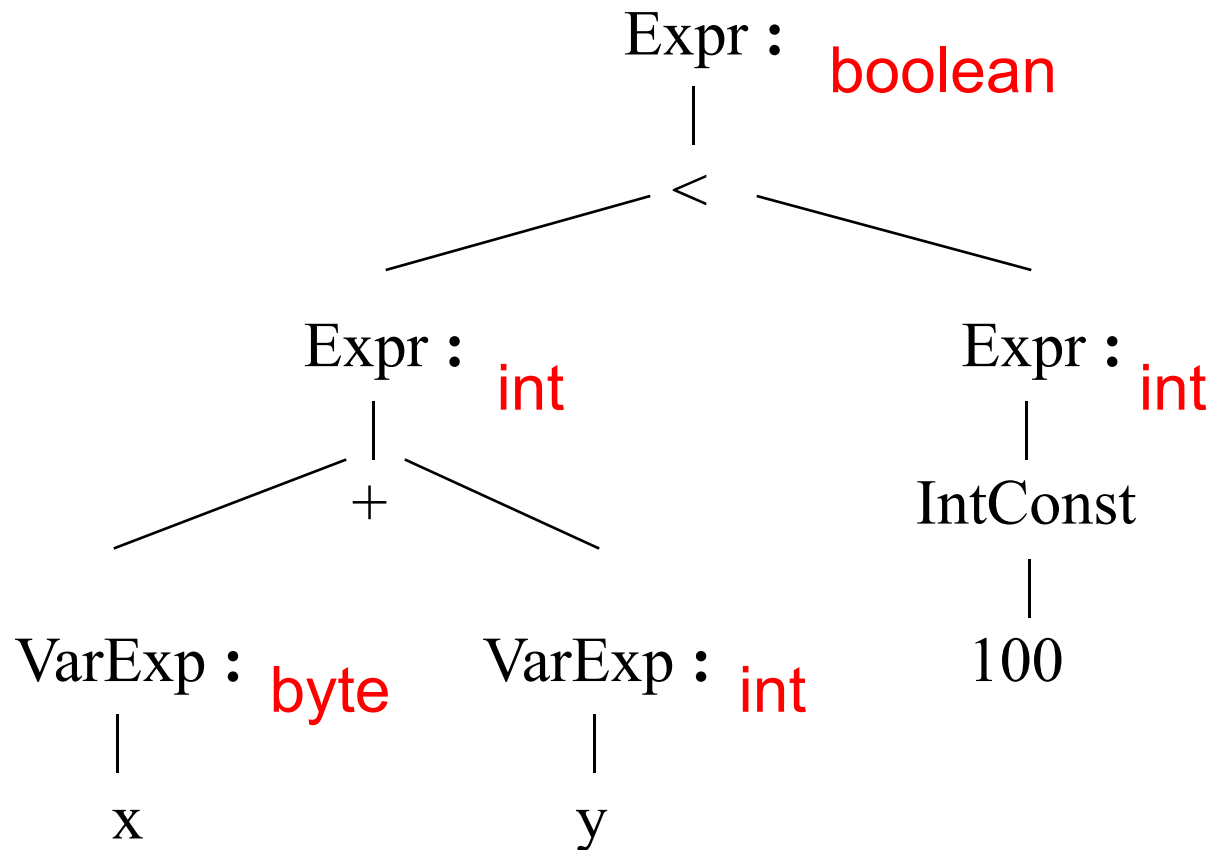 Expr : boolean
<
Expr : int Expr : int
+ IntConst
VarExp : byte VarExp : int 100
x y